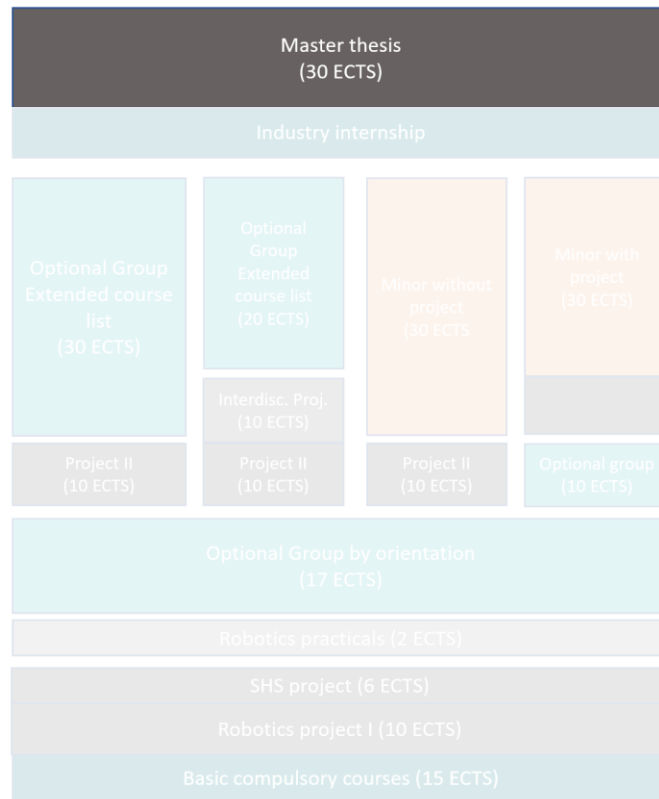 Master thesis
(30 ECTS)
Industry internship
Optional Group
Extended course
list
(30 ECTS)
Optional
Group
Extended
course list
(20 ECTS)
Interdisc. Proj.
(10 ECTS)
Minor without
project
(30 ECTS
Minor with
project
(30 ECTS)
Project II
(10 ECTS)
Project II
(10 ECTS)
Project II
(10 ECTS)
Optional group
(10 ECTS)
Optional Group by orientation
(17 ECTS)
Robotics practicals (2 ECTS)
SHS project (6 ECTS)
Robotics project I (10 ECTS)
Basic compulsory courses (15 ECTS)